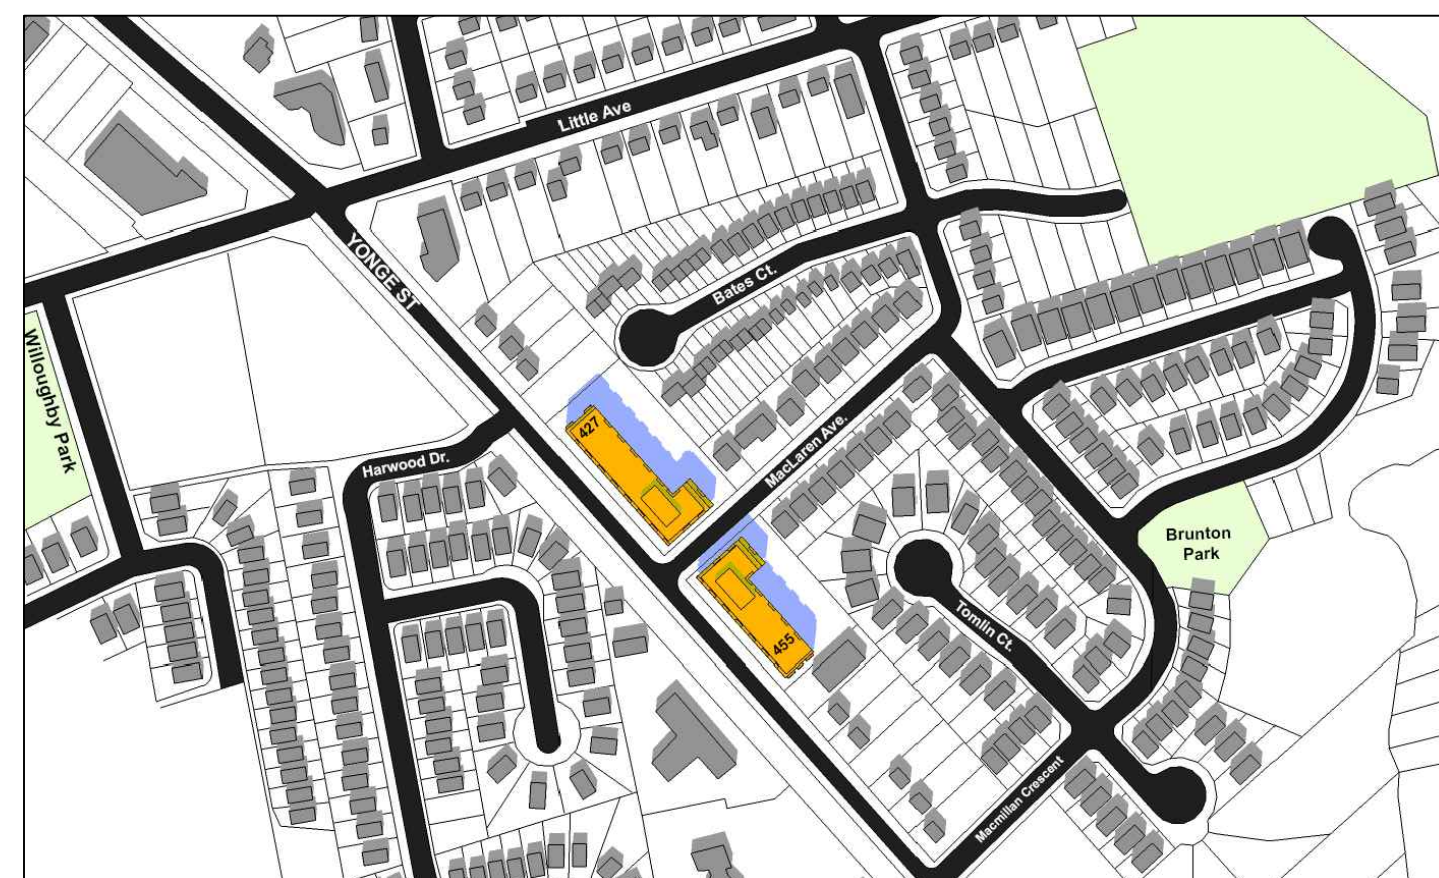 Little Ave
YONGE ST
Bates Ct.
Willoughby Park
427
MacLaren Ave.
Harwood Dr.
Brunton
Park
455
Tomlin Ct.
Macmillan Crescent